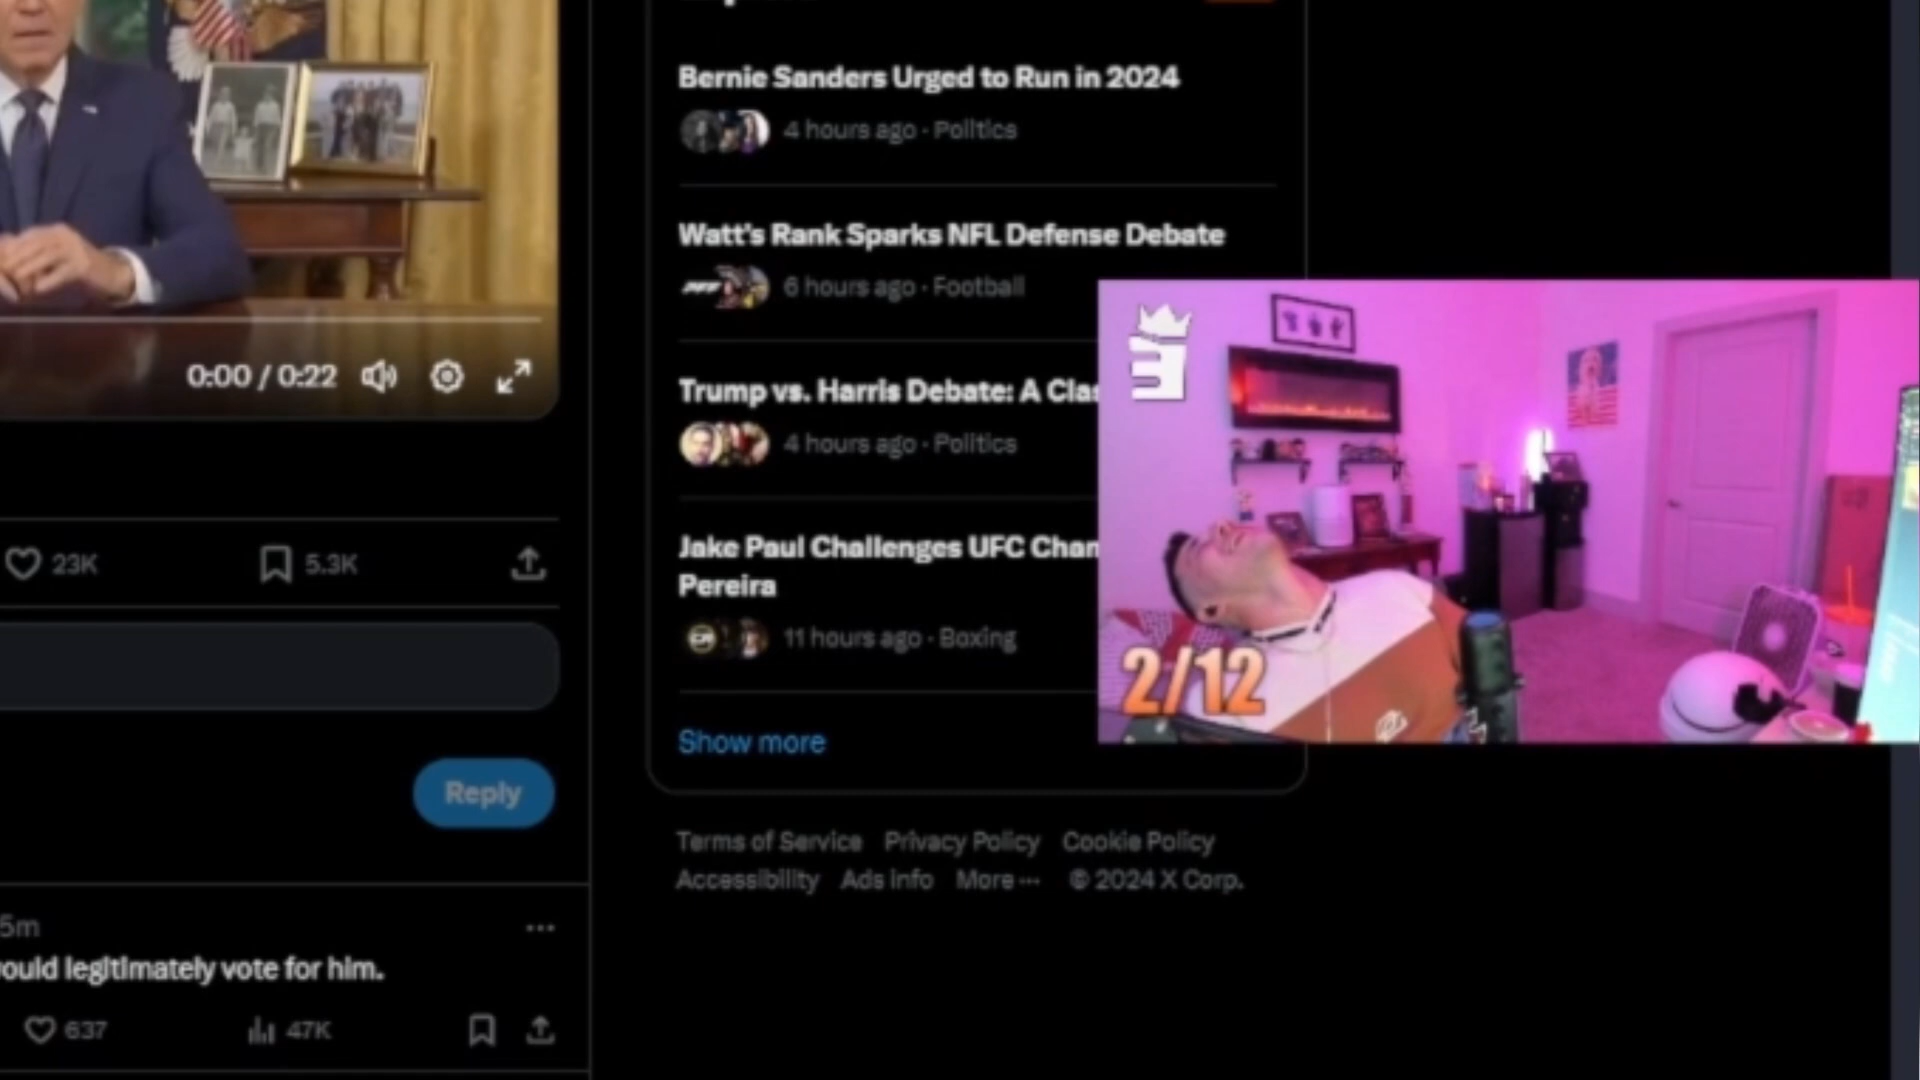 Bernie Sanders Urged to Run in 2024
4 hours ago · Politics
Watt's Rank Sparks NFL Defense Debate
6 hours ago · Football
0:00 / 0:22
Trump vs. Harris Debate: A Clas
4 hours ago · Politics
Jake Paul Challenges UFC Chan
Pereira
11 hours ago · Boxing
23K
5.3K
2/12
Show more
Reply
Terms of Service Privacy Policy Cookie Policy
Accessibility Ads info More ··· © 2024 X Corp.
5m
ould legitimately vote for him.
637
47K